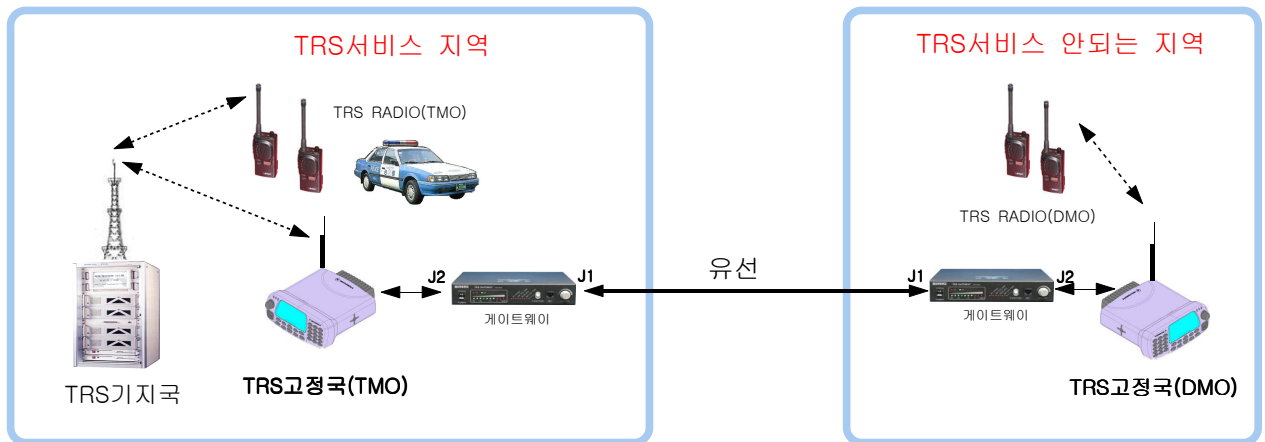 TRS서비스 지역
TRS RADIO(TMO)
J2
J1
게이트웨이
TRS기지국
TRS고정국(TMO)
유선
TRS서비스 안되는 지역
TRS RADIO(DMO)
J1
J2
게이트웨이
TRS고정국(DMO)